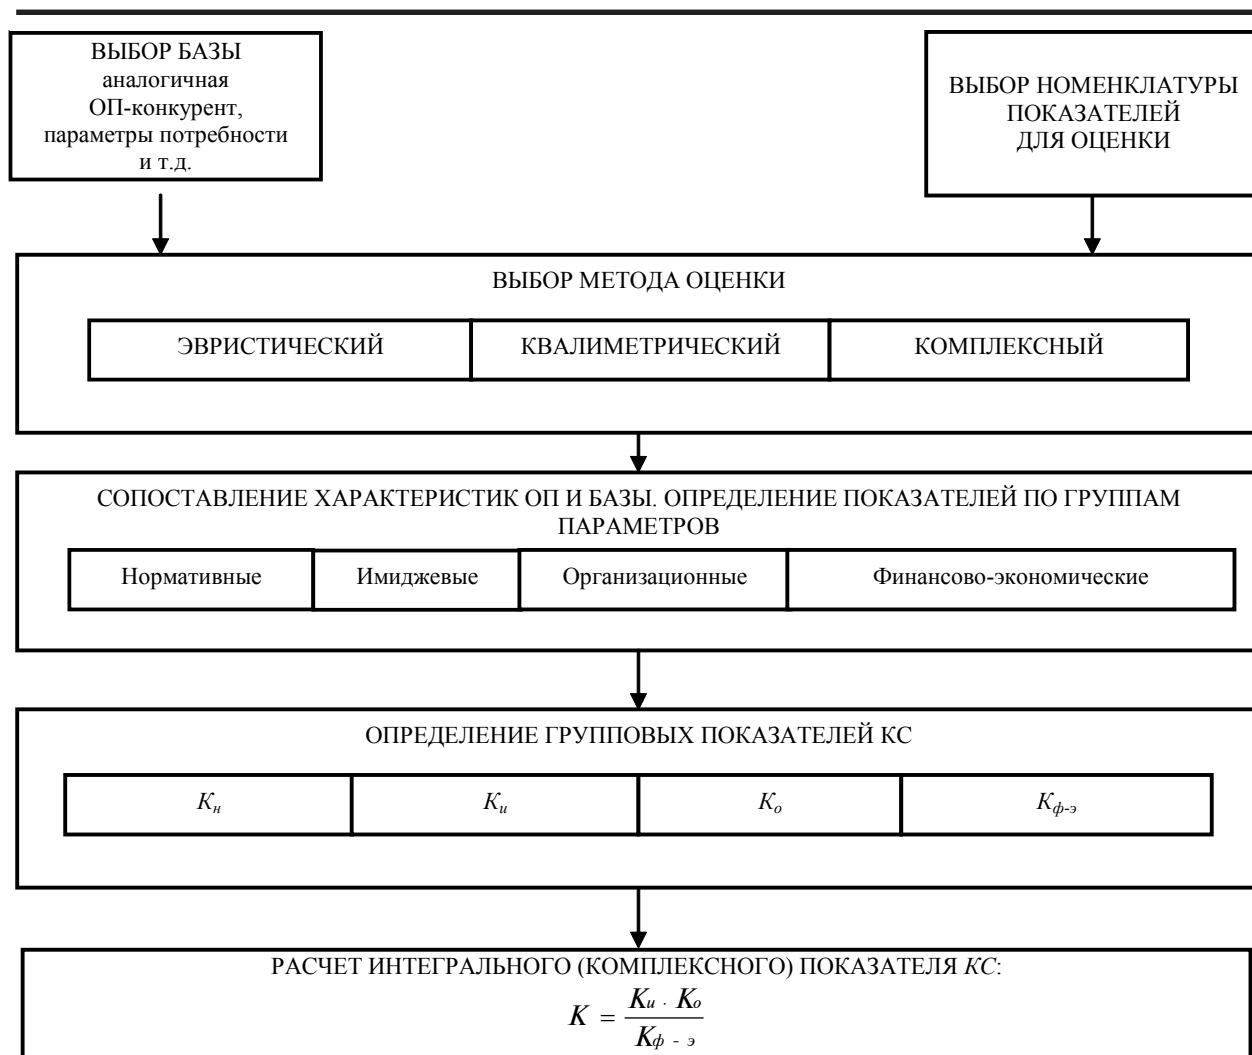 ВЫБОР БАЗЫ
аналогичная
ОП-конкурент,
параметры потребности
и т.д.
ВЫБОР НОМЕНКЛАТУРЫ
ПОКАЗАТЕЛЕЙ
ДЛЯ ОЦЕНКИ
ВЫБОР МЕТОДА ОЦЕНКИ
ЭВРИСТИЧЕСКИЙ
КВАЛИМЕТРИЧЕСКИЙ
КОМПЛЕКСНЫЙ
СОПОСТАВЛЕНИЕ ХАРАКТЕРИСТИК ОП И БАЗЫ. ОПРЕДЕЛЕНИЕ ПОКАЗАТЕЛЕЙ ПО ГРУППАМ
ПАРАМЕТРОВ
Нормативные
Имиджевые
Организационные
Финансово-экономические
ОПРЕДЕЛЕНИЕ ГРУППОВЫХ ПОКАЗАТЕЛЕЙ КС
Кн
Ки
Ко
Кф-э
РАСЧЕТ ИНТЕГРАЛЬНОГО (КОМПЛЕКСНОГО) ПОКАЗАТЕЛЯ КС:
K = Kи · Kо
Kф - э